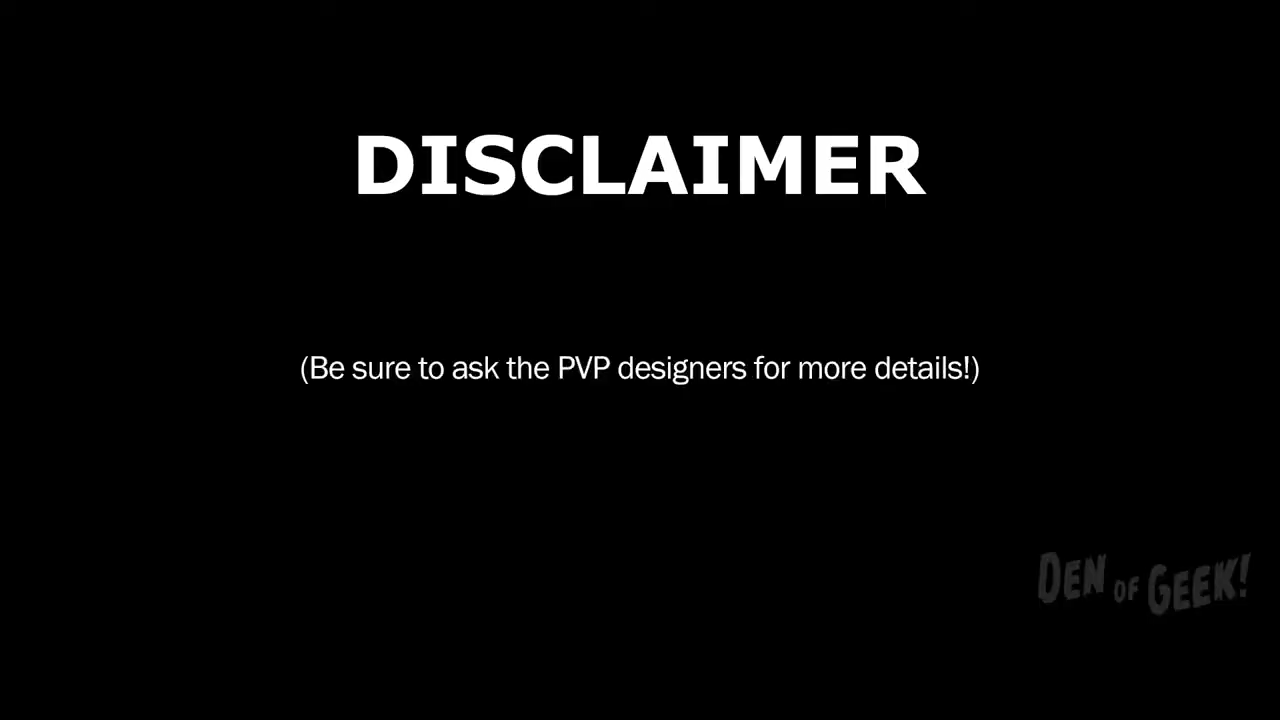 DISCLAIMER
(Be sure to ask the PVP designers for more details!)
DEN OF GEEK!